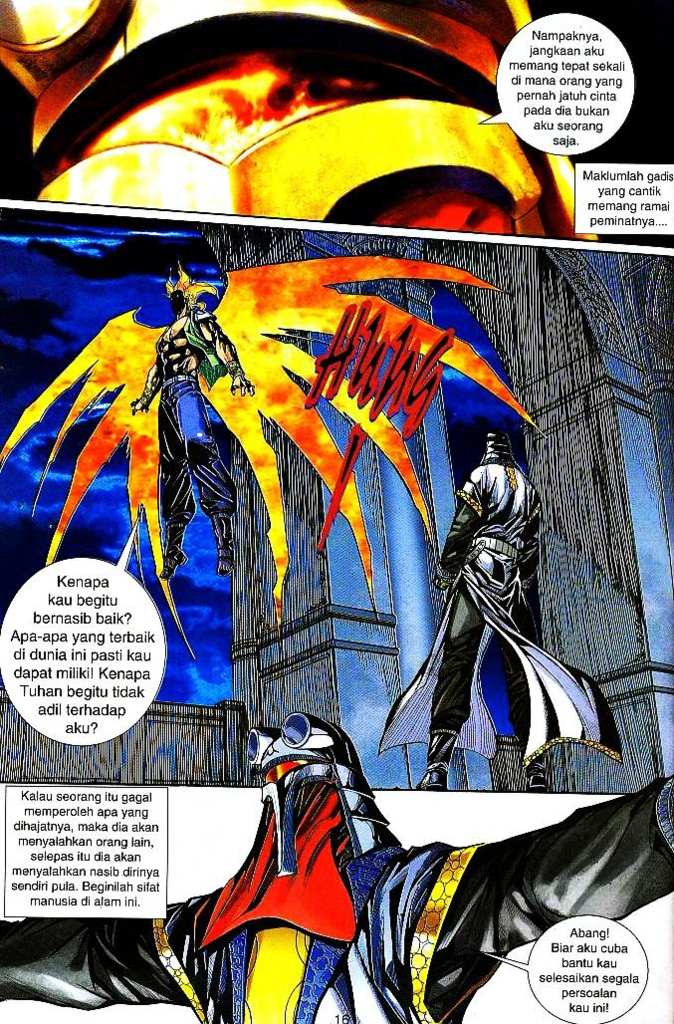 Nampaknya,
jangkaan aku
memang tepat sekali
di mana orang yang
pernah jatuh cinta
pada dia bukan
aku seorang
saja.
Maklumlah gadis
yang cantik
memang ramai
peminatnya....
HUUUNG
Kenapa
kau begitu
bernasib baik?
Apa-apa yang terbaik
di dunia ini pasti kau
dapat miliki! Kenapa
Tuhan begitu tidak
adil terhadap
aku?
Kalau seorang itu gagal
memperoleh apa yang
dihajatnya, maka dia akan
menyalahkan orang lain,
selepas itu dia akan
menyalahkan nasib dirinya
sendiri pula. Beginilah sifat
manusia di alam ini.
Abang!
Biar aku cuba
bantu kau
selesaikan segala
persoalan
kau ini!
16